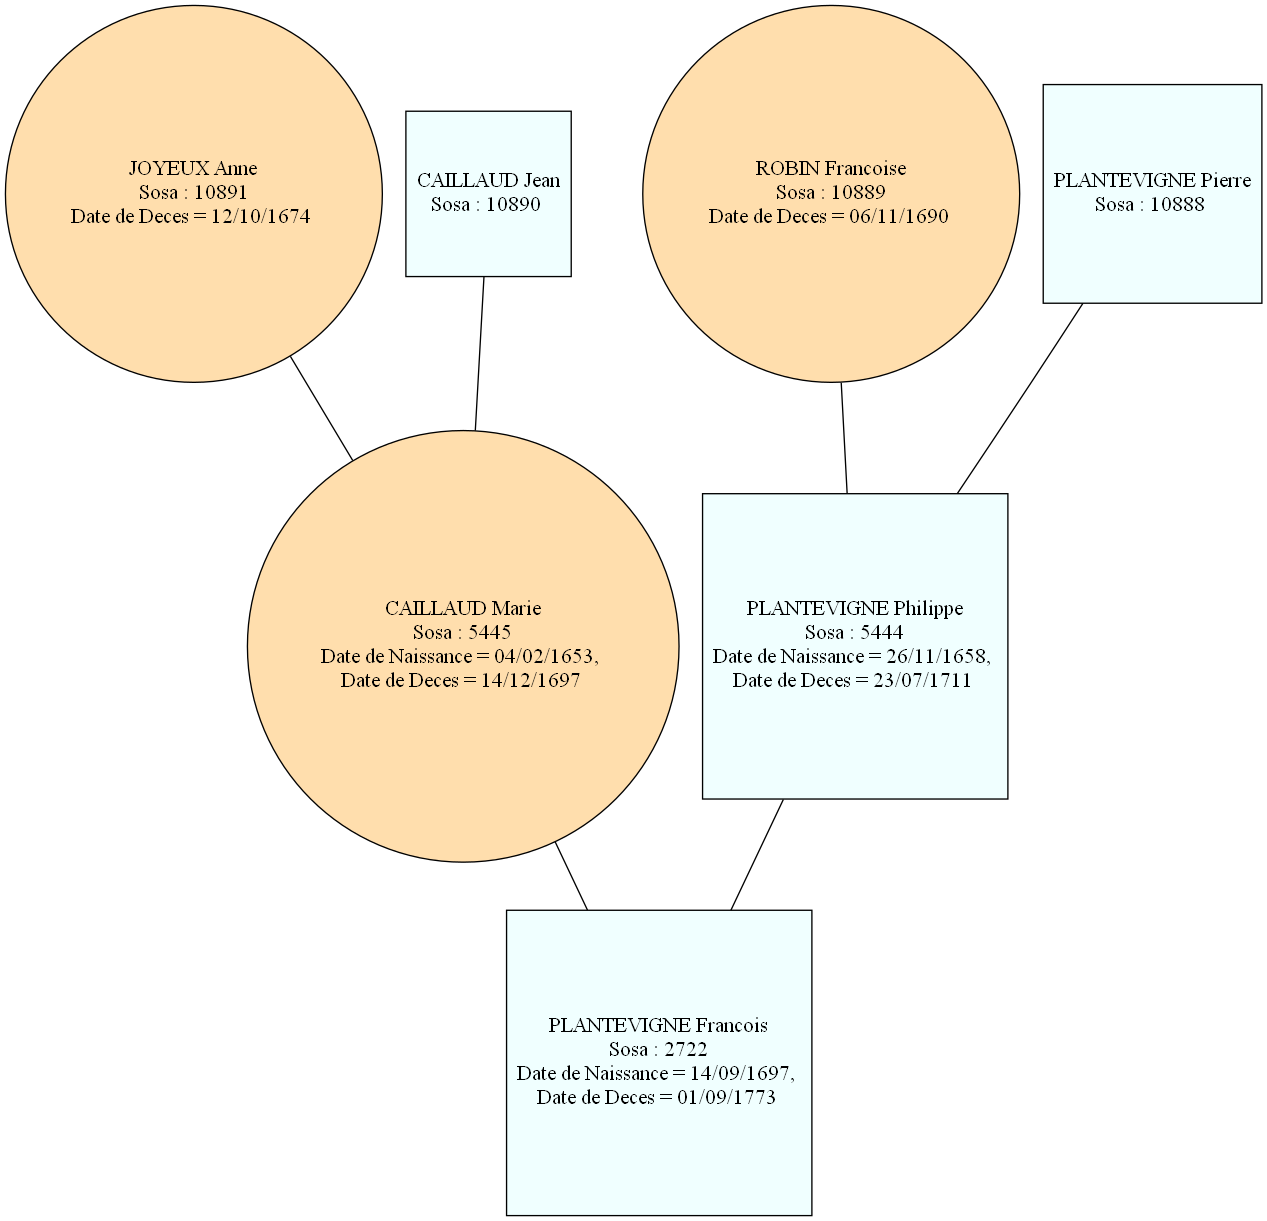 JOYEUX Anne
Sosa : 10891
Date de Deces = 12/10/1674
CAILLAUD Jean
Sosa : 10890
ROBIN Francoise
Sosa : 10889
Date de Deces = 06/11/1690
PLANTEVIGNE Pierre
Sosa : 10888
CAILLAUD Marie
Sosa : 5445
Date de Naissance = 04/02/1653,
Date de Deces = 14/12/1697
PLANTEVIGNE Philippe
Sosa : 5444
Date de Naissance = 26/11/1658,
Date de Deces = 23/07/1711
PLANTEVIGNE Francois
Sosa : 2722
Date de Naissance = 14/09/1697,
Date de Deces = 01/09/1773